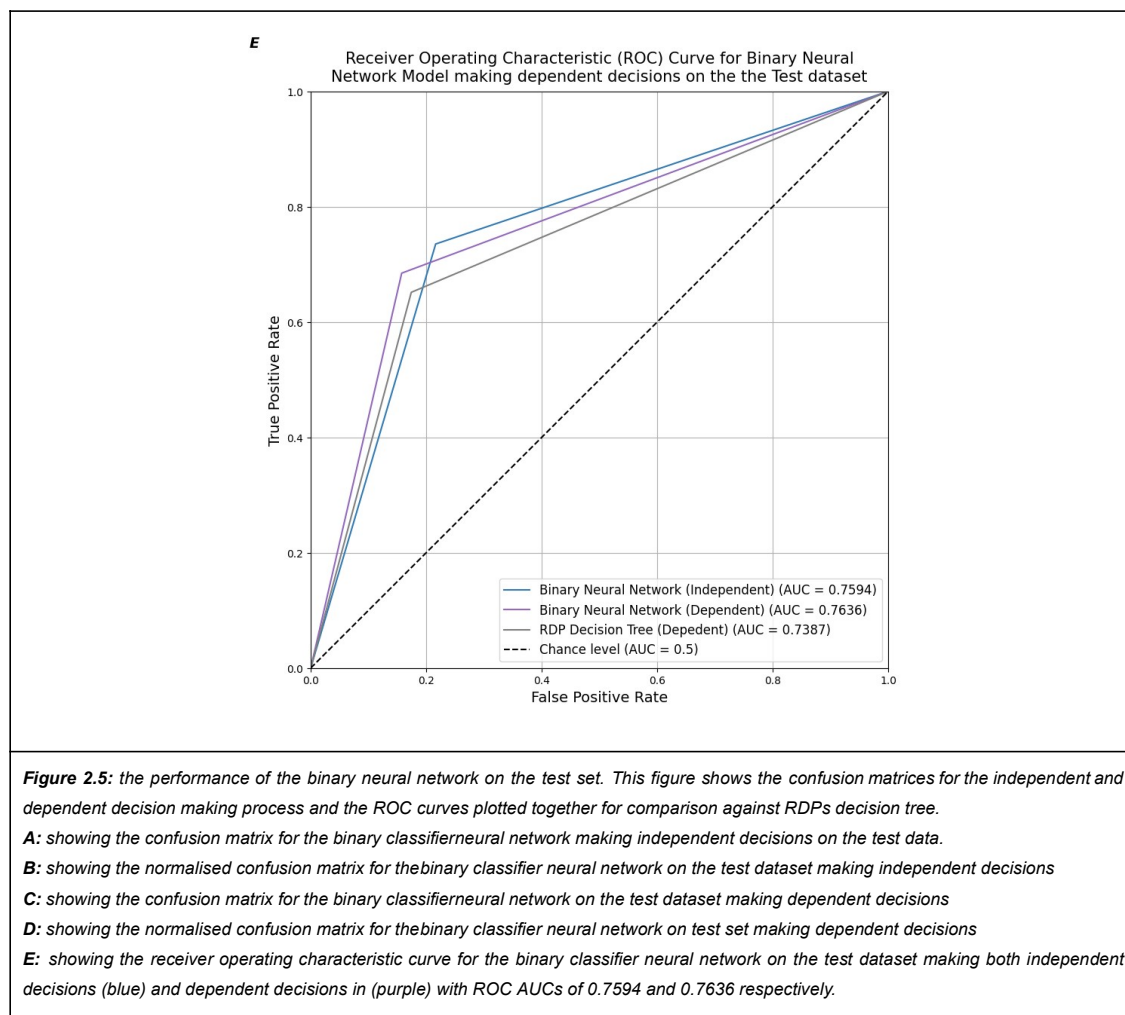 E
Receiver Operating Characteristic (ROC) Curve for Binary Neural
Network Model making dependent decisions on the the Test dataset
1.0
0.8
0.6
0.4
0.2
0.0
True Positive Rate
0.0 0.2 0.4 0.6 0.8 1.0
False Positive Rate
Binary Neural Network (Independent) (AUC = 0.7594)
Binary Neural Network (Dependent) (AUC = 0.7636)
RDP Decision Tree (Depedent) (AUC = 0.7387)
Chance level (AUC = 0.5)
Figure 2.5: the performance of the binary neural network on the test set. This figure shows the confusion matrices for the independent and
dependent decision making process and the ROC curves plotted together for comparison against RDPs decision tree.
A: showing the confusion matrix for the binary classifierneural network making independent decisions on the test data.
B: showing the normalised confusion matrix for thebinary classifier neural network on the test dataset making independent decisions
C: showing the confusion matrix for the binary classifierneural network on the test dataset making dependent decisions
D: showing the normalised confusion matrix for thebinary classifier neural network on test set making dependent decisions
E: showing the receiver operating characteristic curve for the binary classifier neural network on the test dataset making both independent
decisions (blue) and dependent decisions in (purple) with ROC AUCs of 0.7594 and 0.7636 respectively.